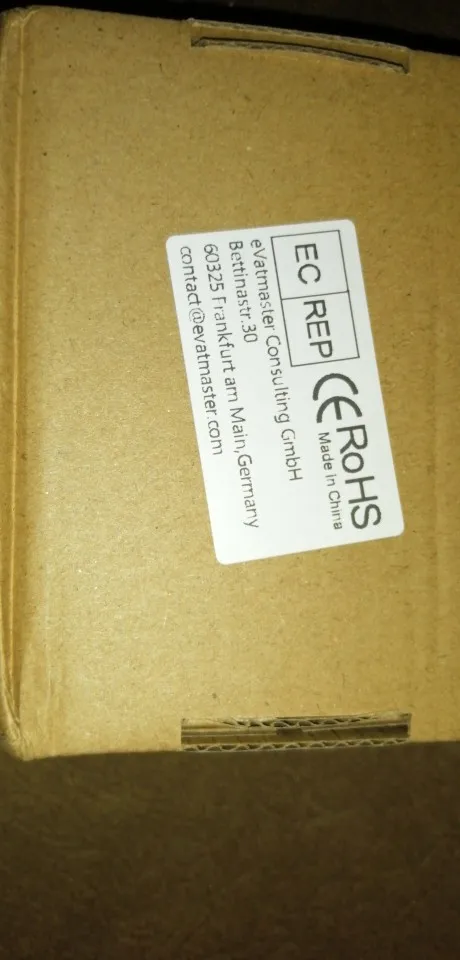 EC REP CE RoHS
Made in China
eVatmaster Consulting GmbH
Bettinastr.30
60325 Frankfurt am Main,Germany
contact@evatmaster.com